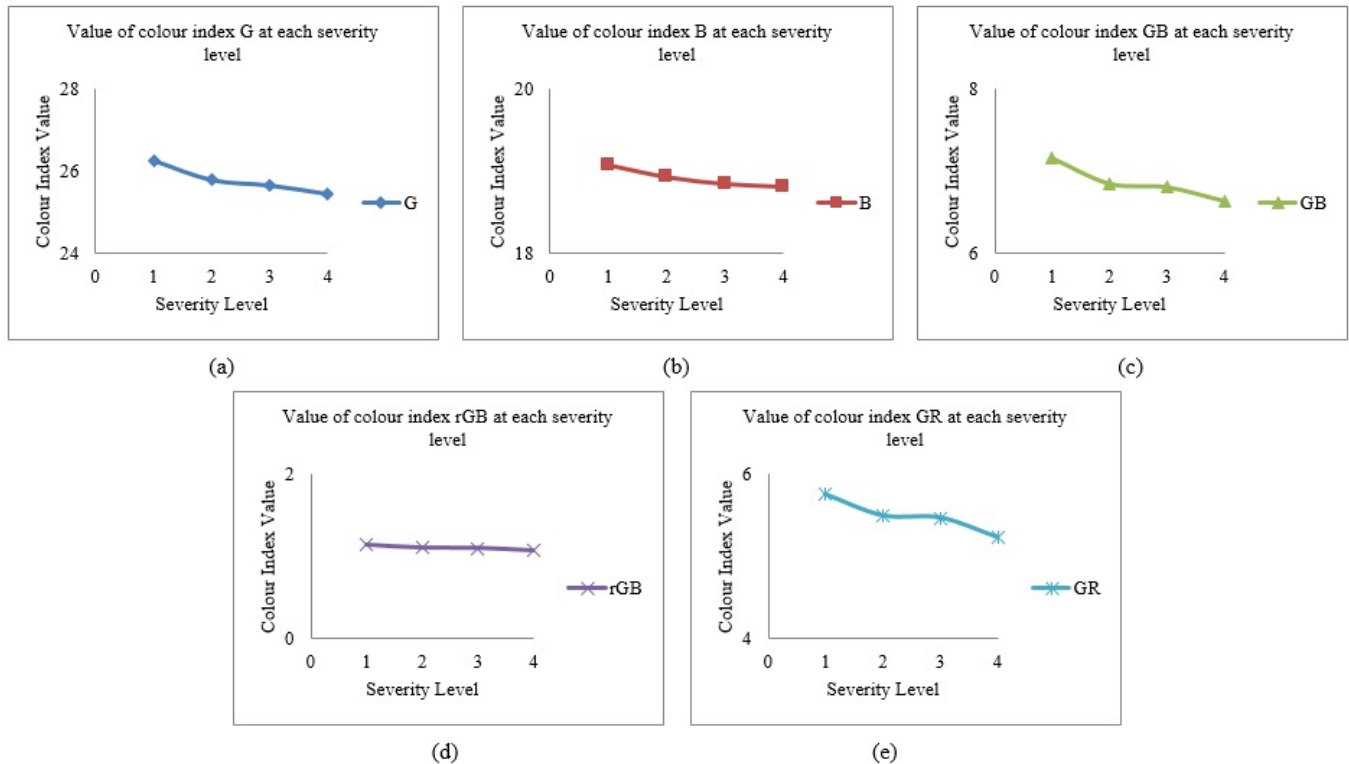 Value of colour index G at each severity
level
Colour Index Value
28
26
24
0 1 2 3 4
Severity Level
G
(a)
Value of colour index B at each severity
level
Colour Index Value
20
18
0 1 2 3 4
Severity Level
B
(b)
Value of colour index GB at each severity
level
Colour Index Value
8
6
0 1 2 3 4
Severity Level
GB
(c)
Value of colour index rGB at each severity
level
Colour Index Value
2
0
0 1 2 3 4
Severity Level
rGB
(d)
Value of colour index GR at each severity
level
Colour Index Value
6
4
0 1 2 3 4
Severity Level
GR
(e)